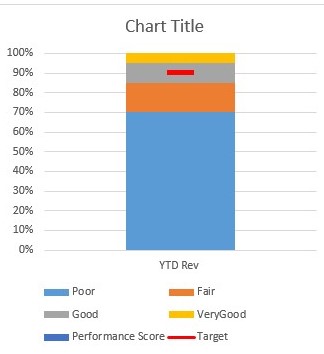 Chart Title
100%
90%
80%
70%
60%
50%
40%
30%
20%
10%
0%
YTD Rev
Poor
Fair
Good
VeryGood
Performance Score
Target